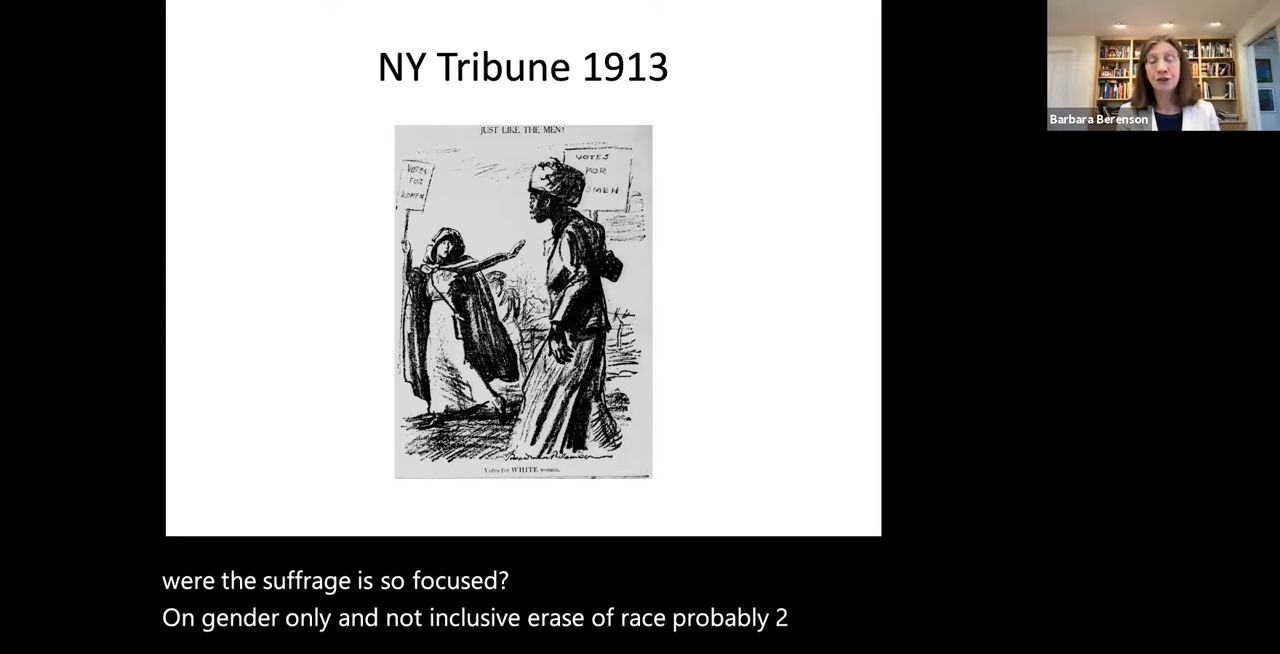 NY Tribune 1913
JUST LIKE THE MEN!
VOTES
FOR
WOMEN
VOTES
FOR
OMEN
Votes for WHITE women.
Barbara Berenson
were the suffrage is so focused?
On gender only and not inclusive erase of race probably 2